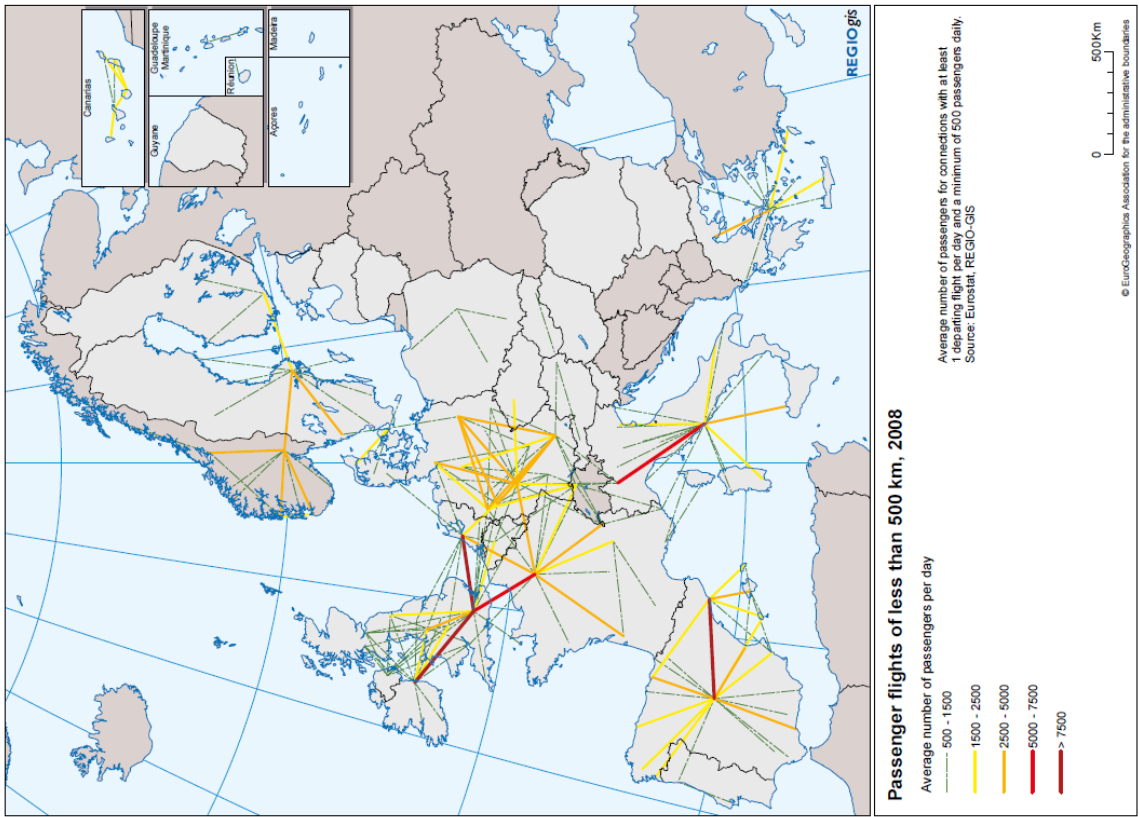 Canarias
Guyane
Guadeloupe
Martinique
Réunion
Açores
Madeira
REGIOgis
Passenger flights of less than 500 km, 2008
Average number of passengers per day
500 - 1500
1500 - 2500
2500 - 5000
5000 - 7500
> 7500
Average number of passengers for connections with at least
1 departing flight per day and a minimum of 500 passengers daily.
Source: Eurostat, REGIO-GIS
0 500Km
© EuroGeographics Association for the administrative boundaries